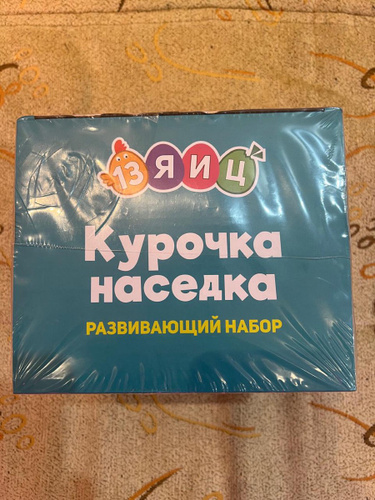 13 ЯИЦ
Курочка
наседка
РАЗВИВАЮЩИЙ НАБОР